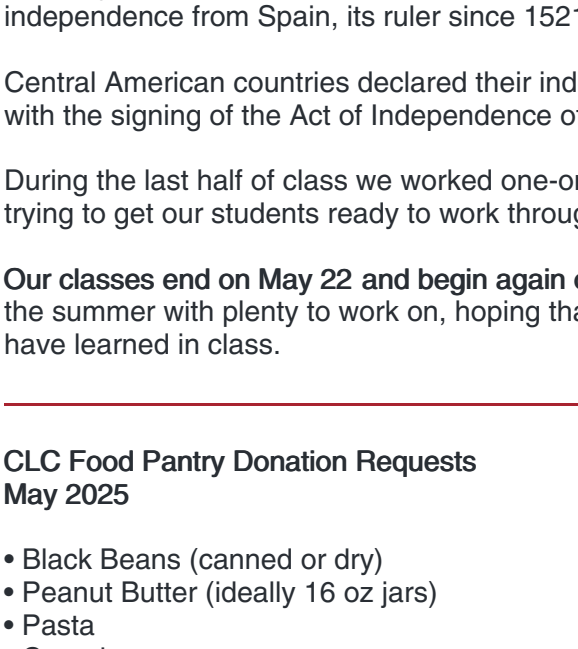 independence from Spain, its ruler since 1521
Central American countries declared their ind
with the signing of the Act of Independence o
During the last half of class we worked one-o
trying to get our students ready to work throug
Our classes end on May 22 and begin again
the summer with plenty to work on, hoping tha
have learned in class.
CLC Food Pantry Donation Requests
May 2025
• Black Beans (canned or dry)
• Peanut Butter (ideally 16 oz jars)
• Pasta